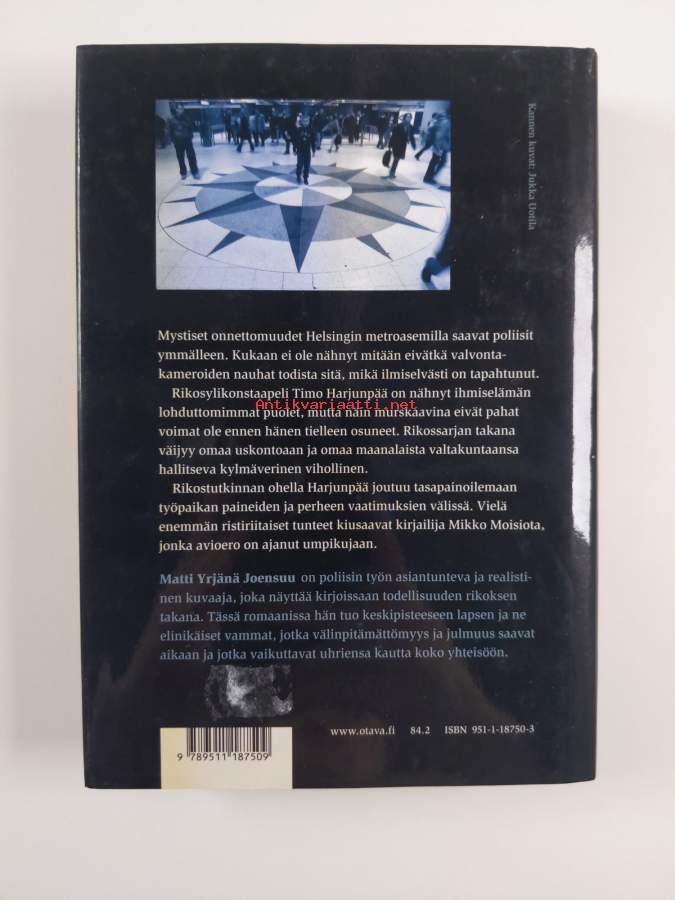 Kannen kuvat: Jukka Uotila
Mystiset onnettomuudet Helsingin metroasemilla saavat poliisit
ymmälleen. Kukaan ei ole nähnyt mitään eivätkä valvonta-
kameroiden nauhat todista sitä, mikä ilmiselvästi on tapahtunut.
Rikosylikonstaapeli Timo Harjunpää on nähnyt ihmiselämän
Antikvariaatti.net
lohduttomimmat puolet, mutta näin murskaavina eivät pahat
voimat ole ennen hänen tielleen osuneet. Rikossarjan takana
väijyy omaa uskontoaan ja omaa maanalaista valtakuntaansa
hallitseva kylmäverinen vihollinen.
Rikostutkinnan ohella Harjunpää joutuu tasapainoilemaan
työpaikan paineiden ja perheen vaatimuksien välissä. Vielä
enemmän ristiriitaiset tunteet kiusaavat kirjailija Mikko Moisiota,
jonka avioero on ajanut umpikujaan.
Matti Yrjänä Joensuu on poliisin työn asiantunteva ja realisti-
nen kuvaaja, joka näyttää kirjoissaan todellisuuden rikoksen
takana. Tässä romaanissa hän tuo keskipisteeseen lapsen ja ne
elinikäiset vammat, jotka välinpitämättömyys ja julmuus saavat
aikaan ja jotka vaikuttavat uhriensa kautta koko yhteisöön.
www.otava.fi 84.2 ISBN 951-1-18750-3
9 789511 187509